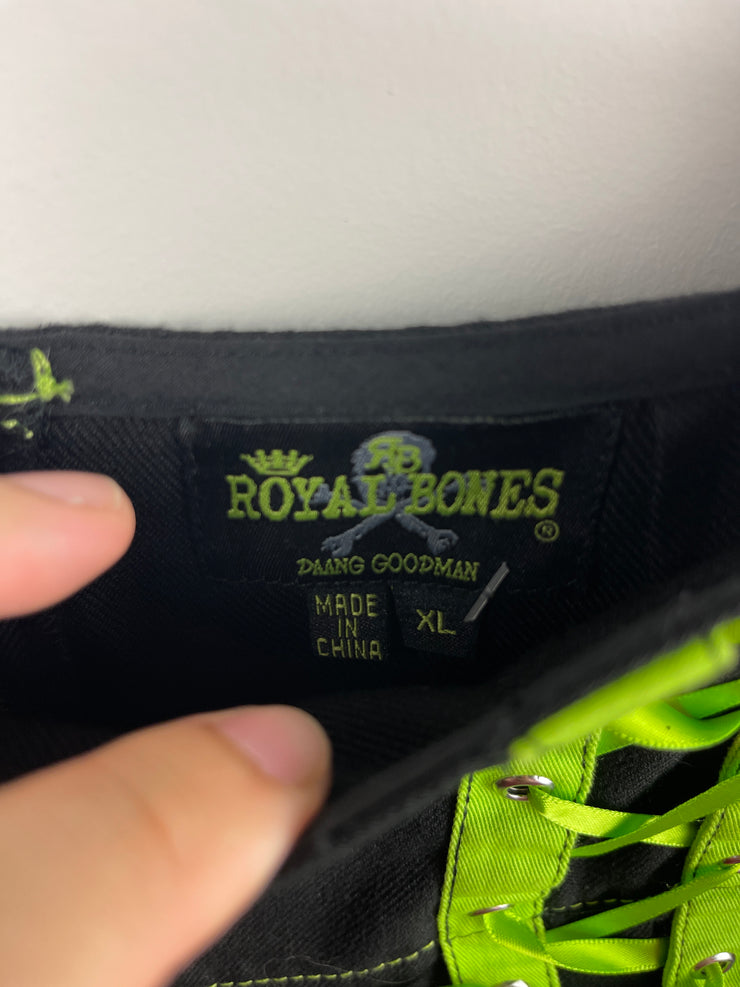 RB
ROYAL BONES
®
DAANG GOODMAN
MADE
IN
CHINA
XL